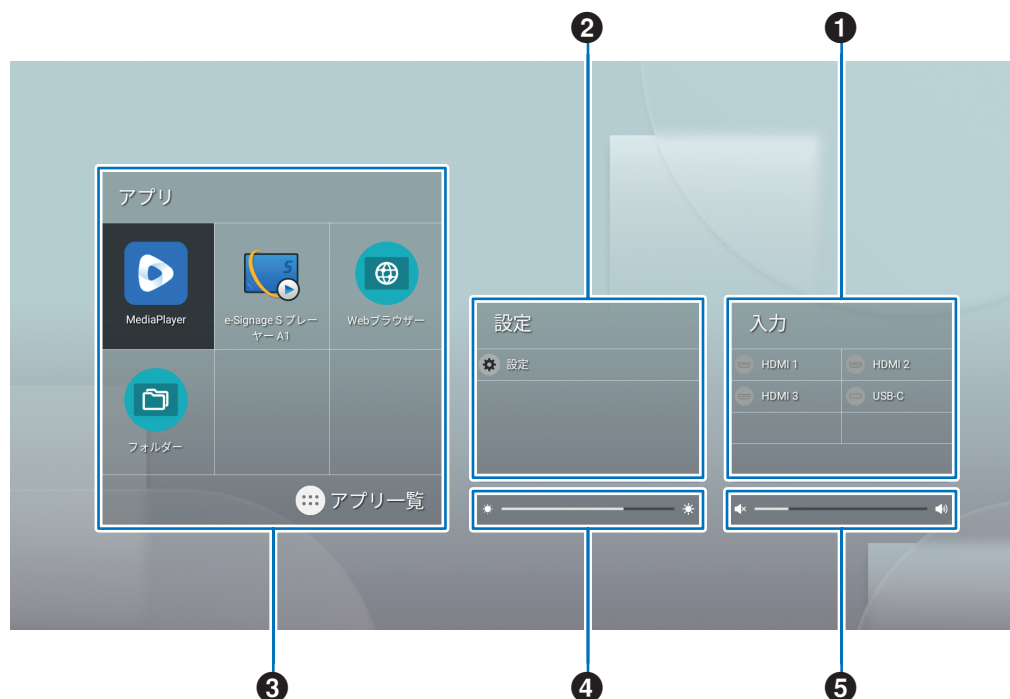 ❷
❶
アプリ
MediaPlayer
e-Signage S プレー
ヤー A1
Webブラウザー
フォルダー
アプリ一覧
設定
設定
入力
HDMI 1
HDMI 2
HDMI 3
USB-C
❸
❹
❺